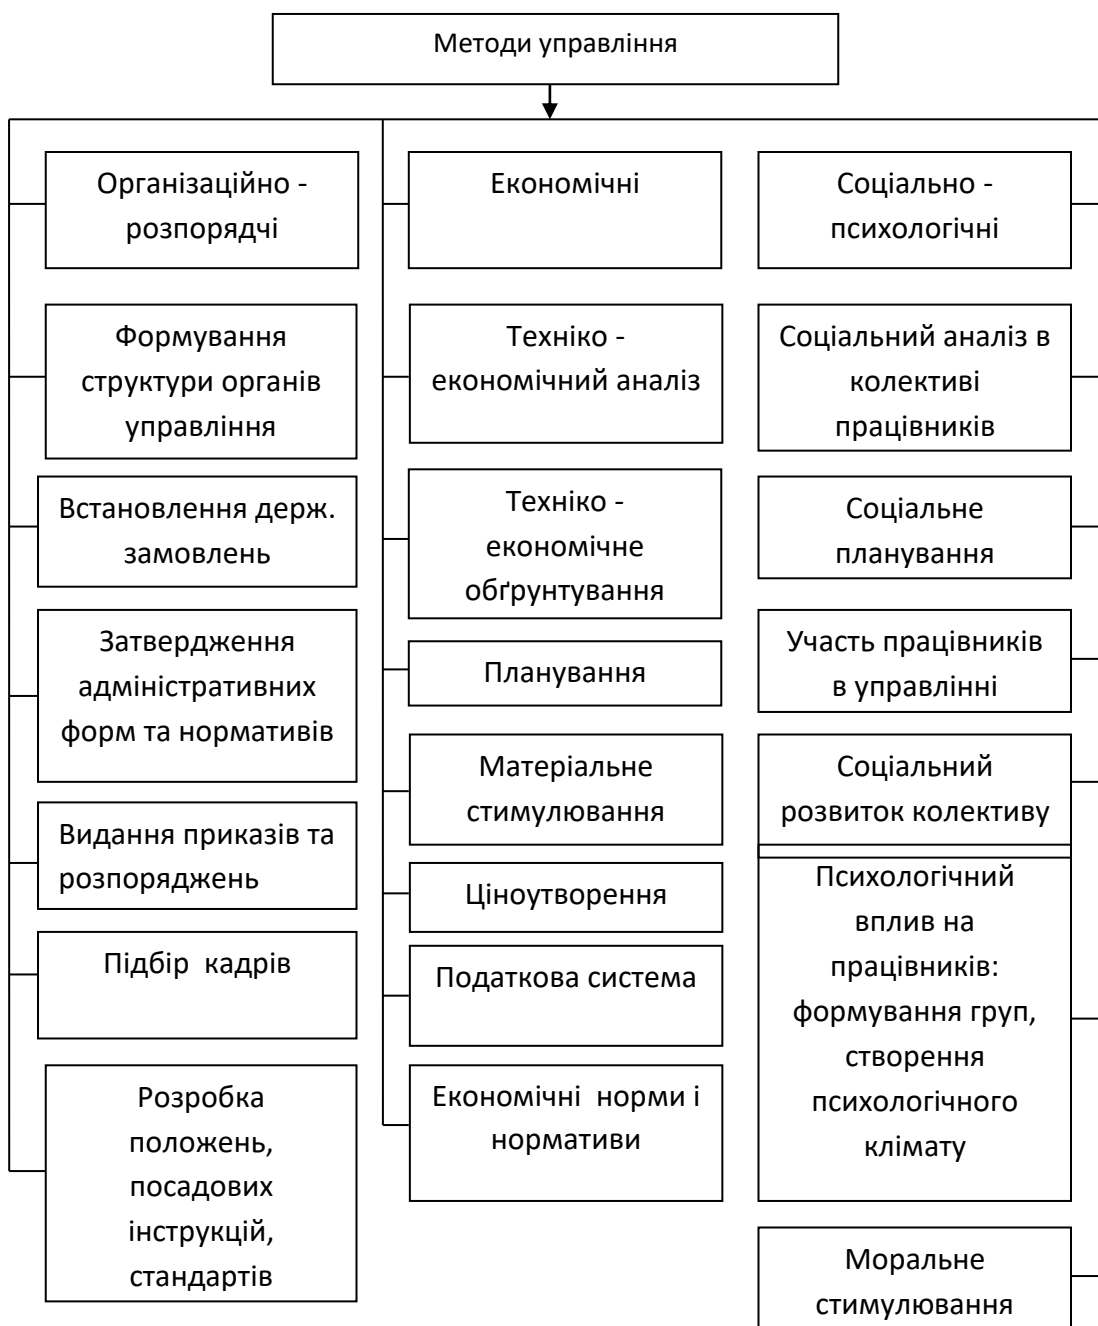 Методи управління
Організаційно -
розпорядчі
Формування
структури органів
управління
Встановлення держ.
замовлень
Затвердження
адміністративних
форм та нормативів
Видання приказів та
розпоряджень
Підбір  кадрів
Розробка
положень,
посадових
інструкцій,
стандартів
Економічні
Техніко -
економічний аналіз
Техніко -
економічне
обґрунтування
Планування
Матеріальне
стимулювання
Ціноутворення
Податкова система
Економічні  норми і
нормативи
Соціально -
психологічні
Соціальний аналіз в
колективі
працівників
Соціальне
планування
Участь працівників
в управлінні
Соціальний
розвиток колективу
Психологічний
вплив на
працівників:
формування груп,
створення
психологічного
клімату
Моральне
стимулювання